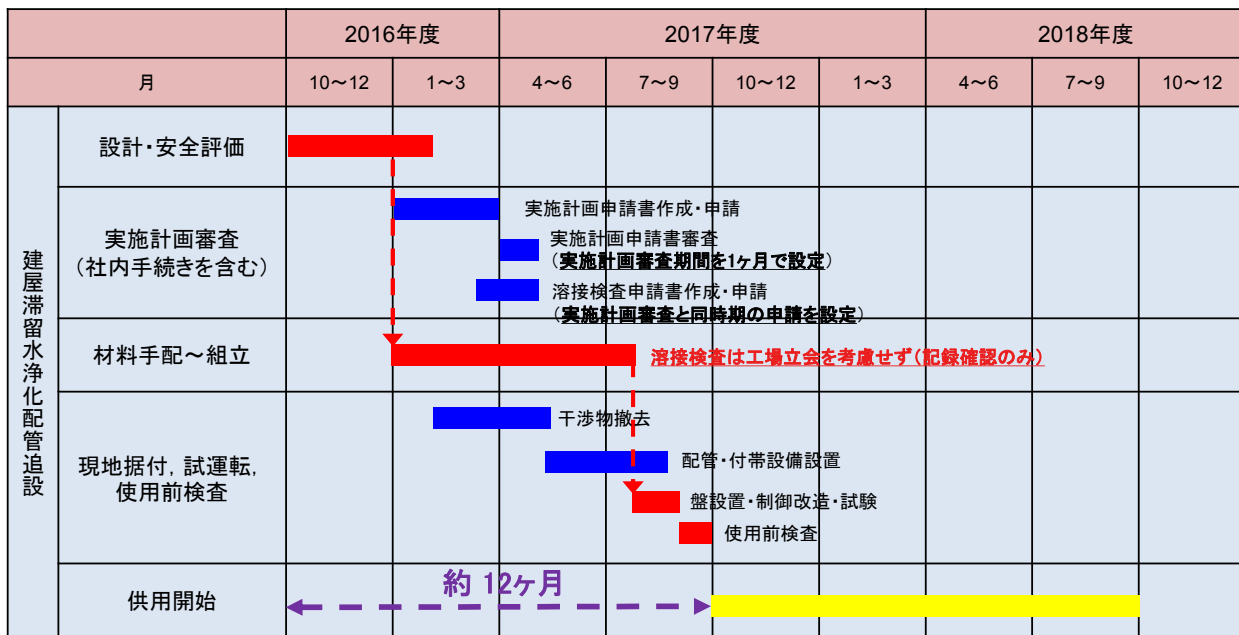 2016年度 2017年度 2018年度
月 10～12 1～3 4～6 7～9 10～12 1～3 4～6 7～9 10～12
建屋滞留水浄化配管追設
設計・安全評価
実施計画審査
（社内手続きを含む）
実施計画申請書作成・申請
実施計画申請書審査
（実施計画審査期間を1ヶ月で設定）
溶接検査申請書作成・申請
（実施計画審査と同時期の申請を設定）
材料手配～組立
溶接検査は工場立会を考慮せず（記録確認のみ）
現地据付，試運転，
使用前検査
干渉物撤去
配管・付帯設備設置
盤設置・制御改造・試験
使用前検査
供用開始
約 12ヶ月